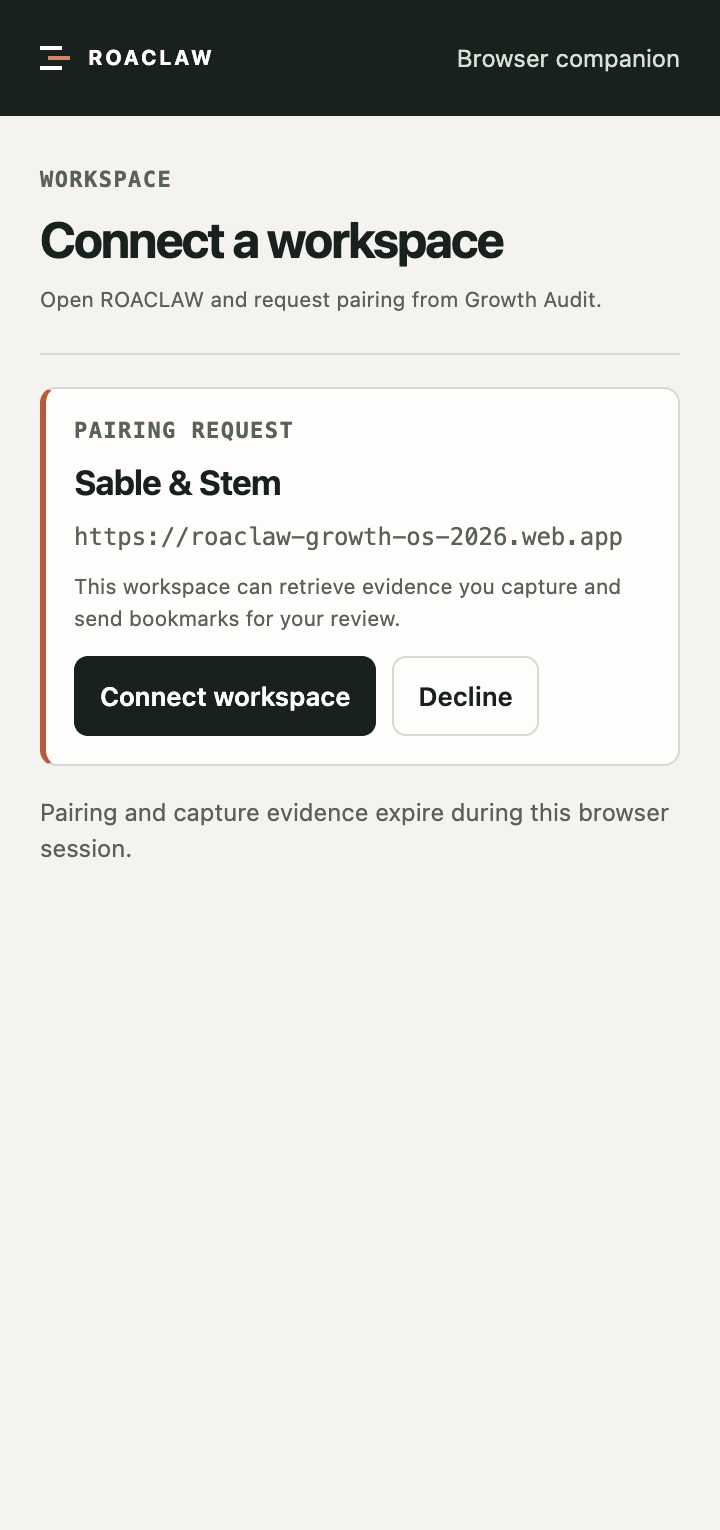 ROACLAW
Browser companion
WORKSPACE
Connect a workspace
Open ROACLAW and request pairing from Growth Audit.
PAIRING REQUEST
Sable & Stem
https://roaclaw-growth-os-2026.web.app
This workspace can retrieve evidence you capture and
send bookmarks for your review.
Connect workspace
Decline
Pairing and capture evidence expire during this browser
session.